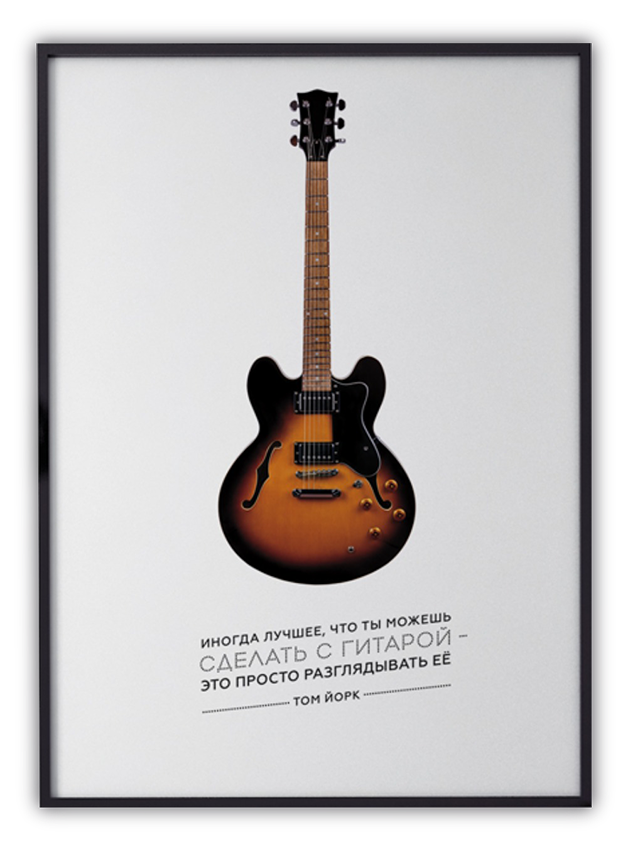 ИНОГДА ЛУЧШЕЕ, ЧТО ТЫ МОЖЕШЬ
СДЕЛАТЬ С ГИТАРОЙ –
ЭТО ПРОСТО РАЗГЛЯДЫВАТЬ ЕЁ
ТОМ ЙОРК